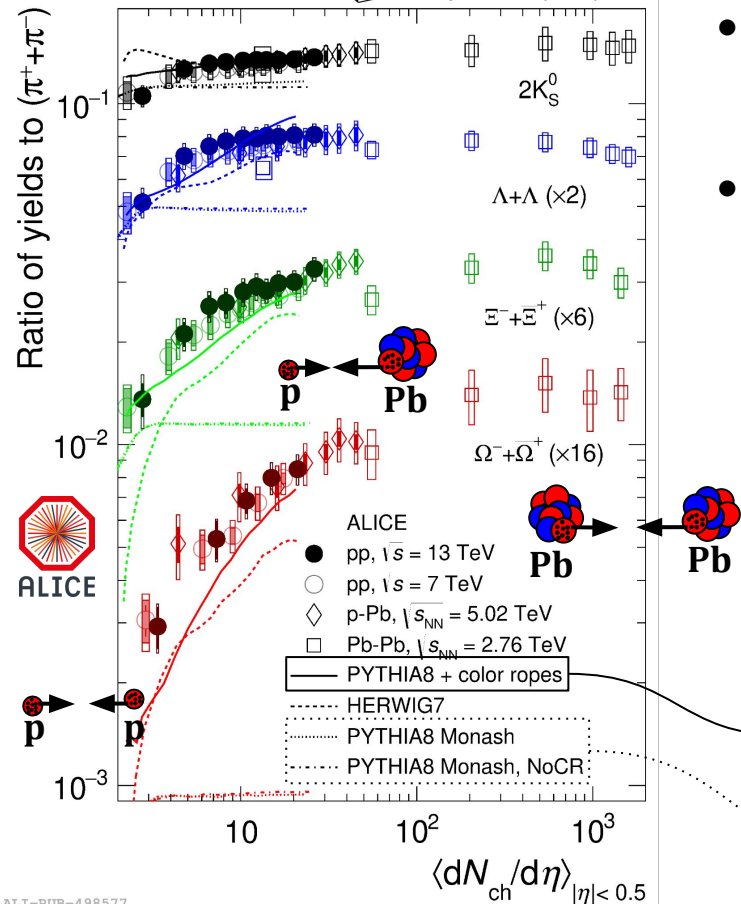 Ratio of yields to (π⁺+π⁻)
10⁻¹
2K⁰S
Λ+Λ̅ (×2)
Ξ⁻+Ξ̅⁺ (×6)
p
Pb
10⁻²
Ω⁻+Ω̅⁺ (×16)
ALICE
Pb
Pb
ALICE
pp, √s = 13 TeV
pp, √s = 7 TeV
p-Pb, √sNN = 5.02 TeV
Pb-Pb, √sNN = 2.76 TeV
PYTHIA8 + color ropes
HERWIG7
p
p
PYTHIA8 Monash
PYTHIA8 Monash, NoCR
10⁻³
10
10²
10³
⟨dNch/dη⟩|η|< 0.5